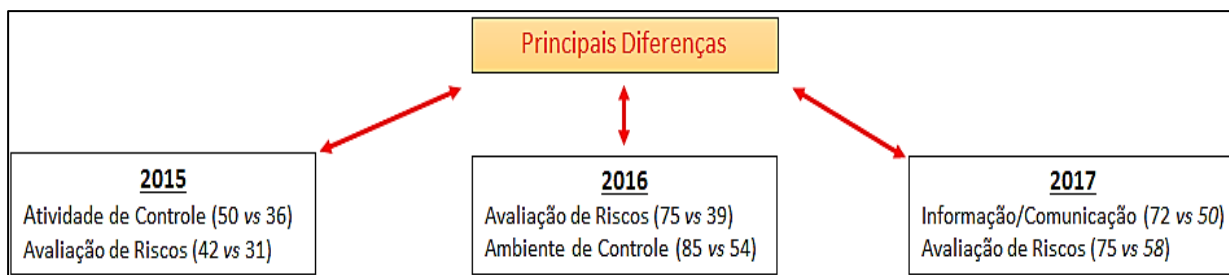 Principais Diferenças
2015
Atividade de Controle (50 vs 36)
Avaliação de Riscos (42 vs 31)
2016
Avaliação de Riscos (75 vs 39)
Ambiente de Controle (85 vs 54)
2017
Informação/Comunicação (72 vs 50)
Avaliação de Riscos (75 vs 58)